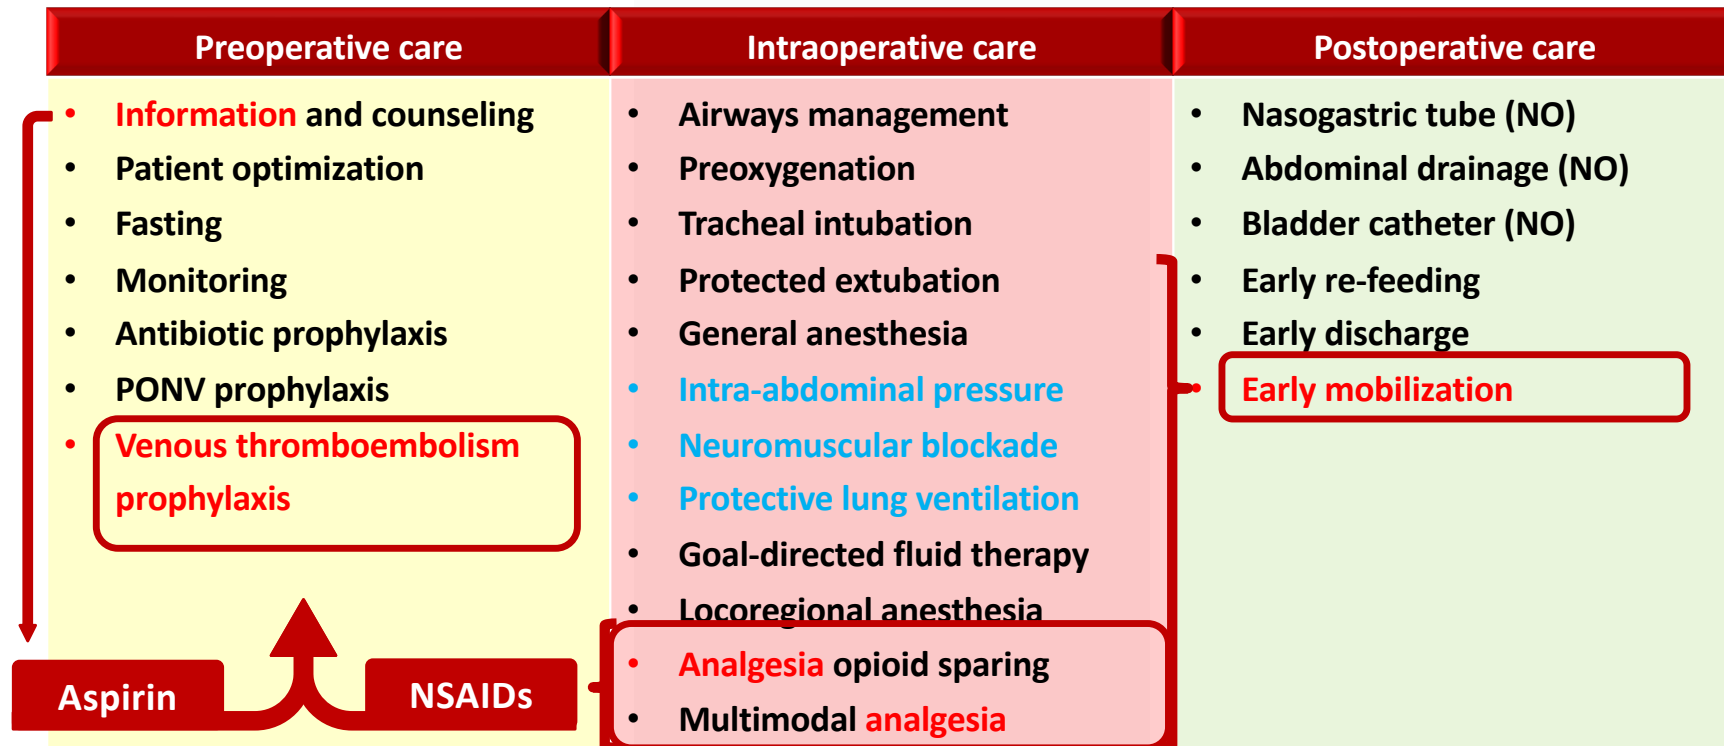 Preoperative care
Intraoperative care
Postoperative care
• Information and counseling
• Patient optimization
• Fasting
• Monitoring
• Antibiotic prophylaxis
• PONV prophylaxis
• Venous thromboembolism
prophylaxis
Aspirin
NSAIDs
• Airways management
• Preoxygenation
• Tracheal intubation
• Protected extubation
• General anesthesia
• Intra-abdominal pressure
• Neuromuscular blockade
• Protective lung ventilation
• Goal-directed fluid therapy
• Locoregional anesthesia
• Analgesia opioid sparing
• Multimodal analgesia
• Nasogastric tube (NO)
• Abdominal drainage (NO)
• Bladder catheter (NO)
• Early re-feeding
• Early discharge
• Early mobilization